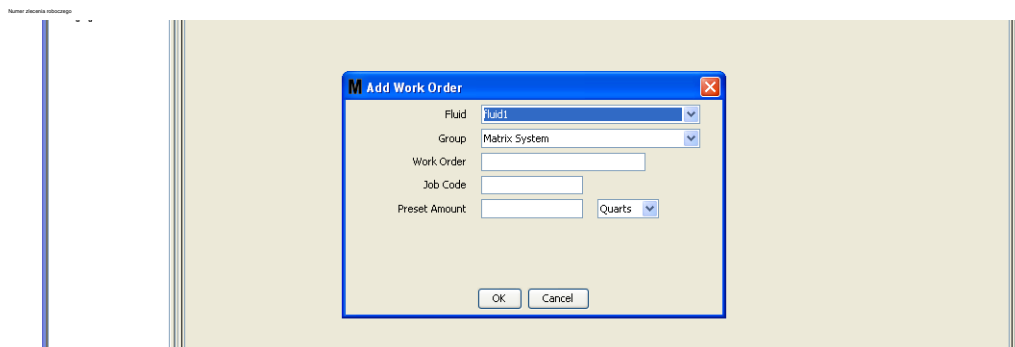 Numer zlecenia roboczego
M Add Work Order
Fluid fluid1
Group Matrix System
Work Order
Job Code
Preset Amount Quarts
OK Cancel